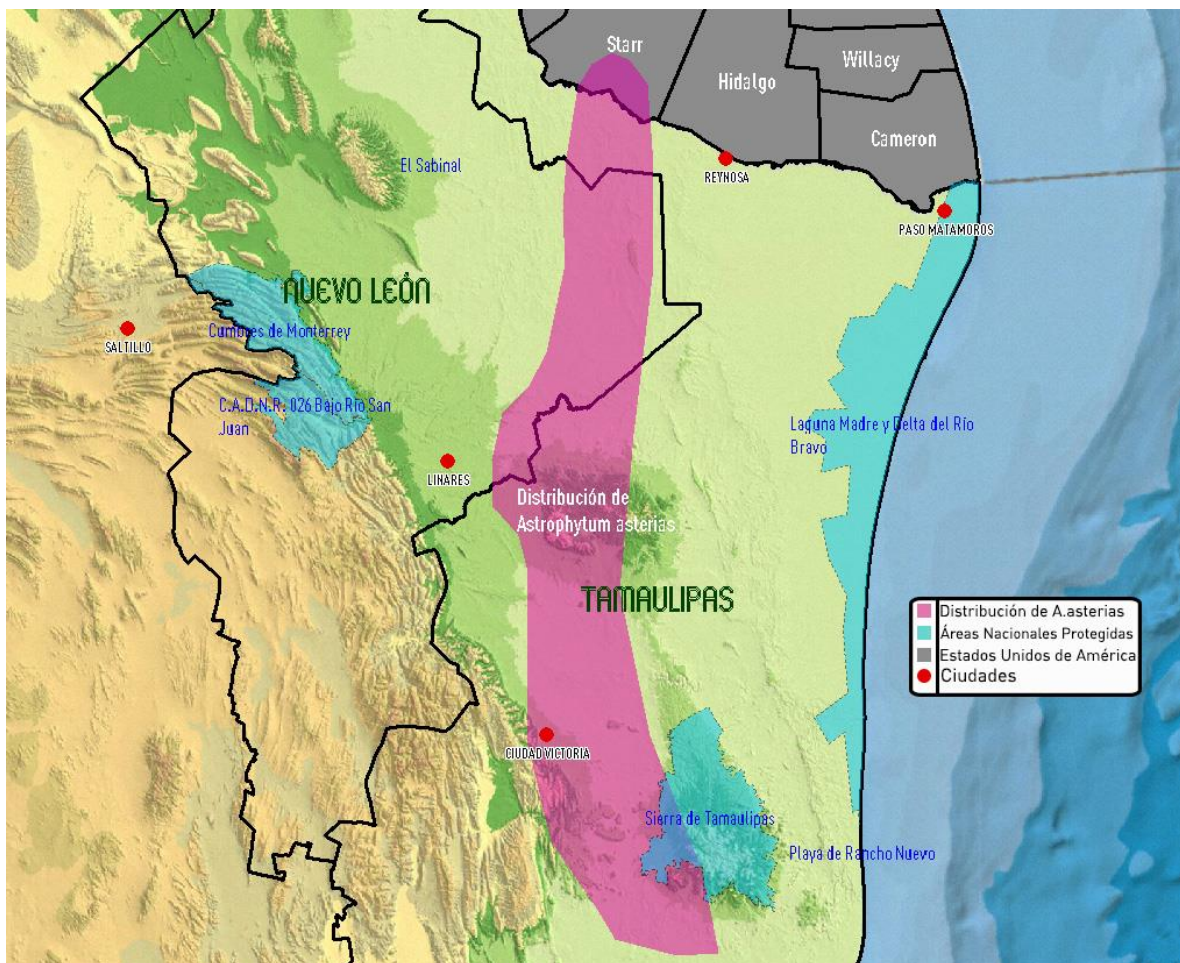 Starr
Willacy
Hidalgo
Cameron
El Sabinal
REYNOSA
PASO MATAMOROS
NUEVO LEÓN
Cumbres de Monterrey
SALTILLO
C.A.D.N.R. 026 Bajo Río San
Juan
Laguna Madre y Delta del Río
Bravo
LINARES
Distribución de
Astrophytum asterias
TAMAULIPAS
Distribución de A.asterias
Áreas Nacionales Protegidas
Estados Unidos de América
Ciudades
CIUDAD VICTORIA
Sierra de Tamaulipas
Playa de Rancho Nuevo